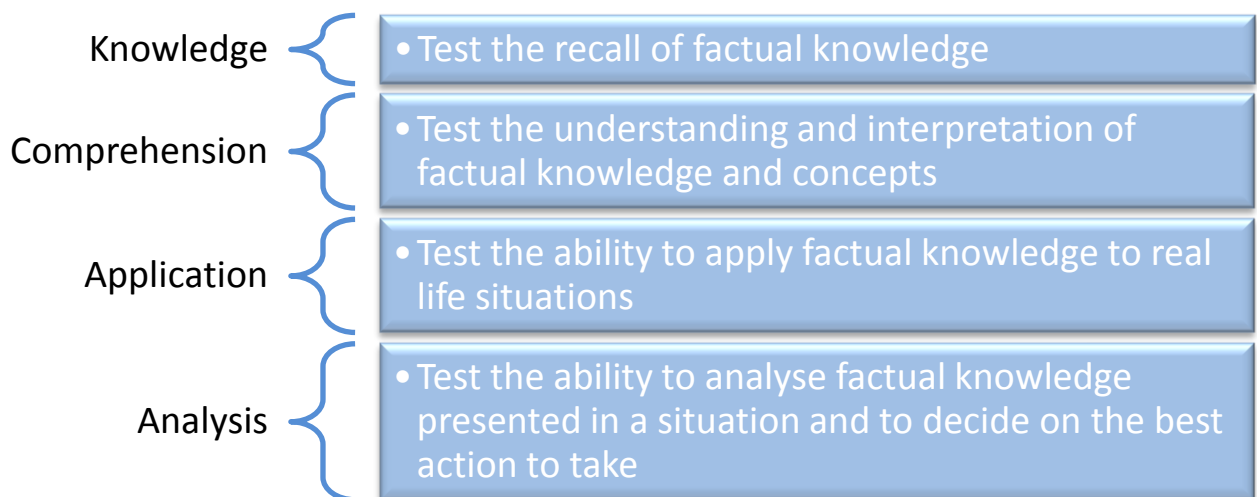 Knowledge
• Test the recall of factual knowledge
Comprehension
• Test the understanding and interpretation of
factual knowledge and concepts
Application
• Test the ability to apply factual knowledge to real
life situations
Analysis
• Test the ability to analyse factual knowledge
presented in a situation and to decide on the best
action to take